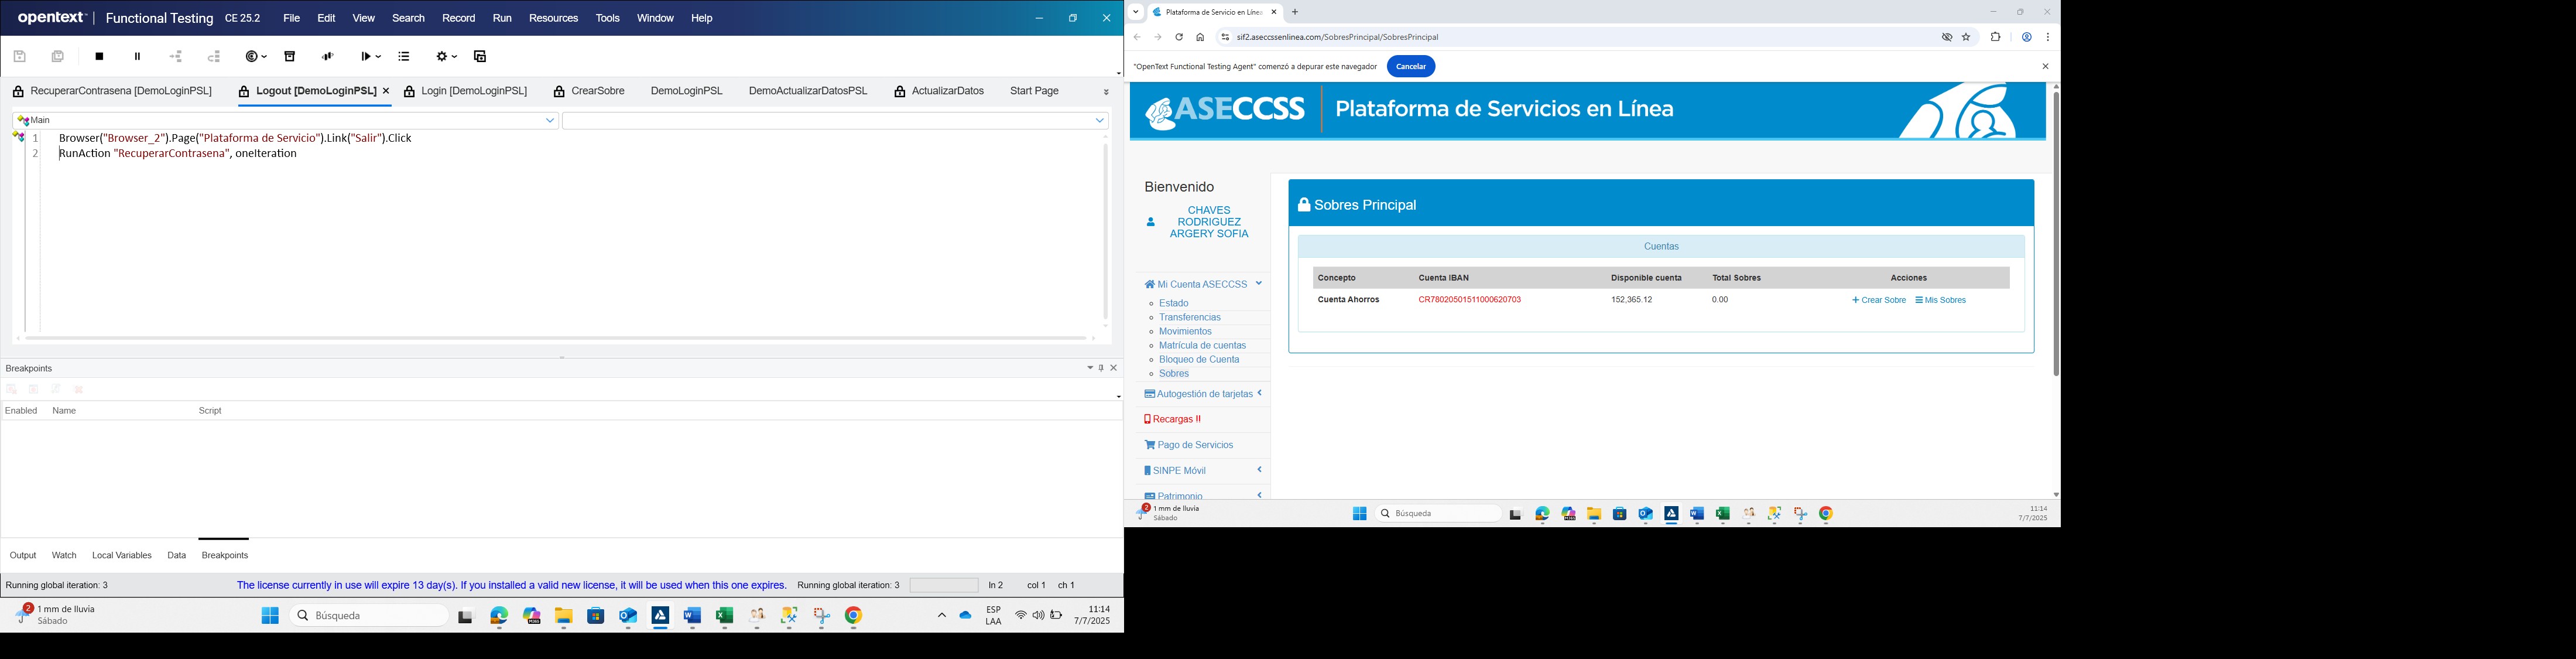 opentext™ | Functional Testing CE 25.2 File Edit View Search Record Run Resources Tools Window Help
RecuperarContrasena [DemoLoginPSL] Logout [DemoLoginPSL] Login [DemoLoginPSL] CrearSobre DemoLoginPSL DemoActualizarDatosPSL ActualizarDatos Start Page
Main
1 Browser("Browser_2").Page("Plataforma de Servicio").Link("Salir").Click
2 RunAction "RecuperarContrasena", oneIteration
Breakpoints
Enabled Name Script
Output Watch Local Variables Data Breakpoints
Running global iteration: 3 The license currently in use will expire 13 day(s). If you installed a valid new license, it will be used when this one expires. Running global iteration: 3 ln 2 col 1 ch 1
2 1 mm de lluvia
Sábado
Búsqueda
M365
ESP
LAA
11:14
7/7/2025
Plataforma de Servicio en Líne
sif2.aseccssenlinea.com/SobresPrincipal/SobresPrincipal
"OpenText Functional Testing Agent" comenzó a depurar este navegador Cancelar
ASECCSS Plataforma de Servicios en Línea
Bienvenido
CHAVES
RODRIGUEZ
ARGERY SOFIA
Mi Cuenta ASECCSS
Estado
Transferencias
Movimientos
Matrícula de cuentas
Bloqueo de Cuenta
Sobres
Autogestión de tarjetas
Recargas !!
Pago de Servicios
SINPE Móvil
Patrimonio
Sobres Principal
Cuentas
Concepto Cuenta IBAN Disponible cuenta Total Sobres Acciones
Cuenta Ahorros CR78020501511000620703 152,365.12 0.00 Crear Sobre Mis Sobres
2 1 mm de lluvia
Sábado
Búsqueda
11:14
7/7/2025